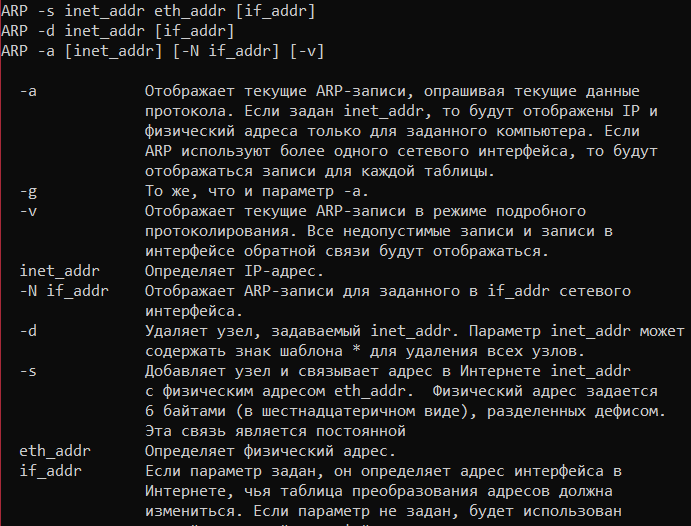 ARP -s inet_addr eth_addr [if_addr]
ARP -d inet_addr [if_addr]
ARP -a [inet_addr] [-N if_addr] [-v]
-a Отображает текущие ARP-записи, опрашивая текущие данные
протокола. Если задан inet_addr, то будут отображены IP и
физический адреса только для заданного компьютера. Если
ARP используют более одного сетевого интерфейса, то будут
отображаться записи для каждой таблицы.
-g То же, что и параметр -a.
-v Отображает текущие ARP-записи в режиме подробного
протоколирования. Все недопустимые записи и записи в
интерфейсе обратной связи будут отображаться.
inet_addr Определяет IP-адрес.
-N if_addr Отображает ARP-записи для заданного в if_addr сетевого
интерфейса.
-d Удаляет узел, задаваемый inet_addr. Параметр inet_addr может
содержать знак шаблона * для удаления всех узлов.
-s Добавляет узел и связывает адрес в Интернете inet_addr
с физическим адресом eth_addr.  Физический адрес задается
6 байтами (в шестнадцатеричном виде), разделенных дефисом.
Эта связь является постоянной
eth_addr Определяет физический адрес.
if_addr Если параметр задан, он определяет адрес интерфейса в
Интернете, чья таблица преобразования адресов должна
измениться. Если параметр не задан, будет использован